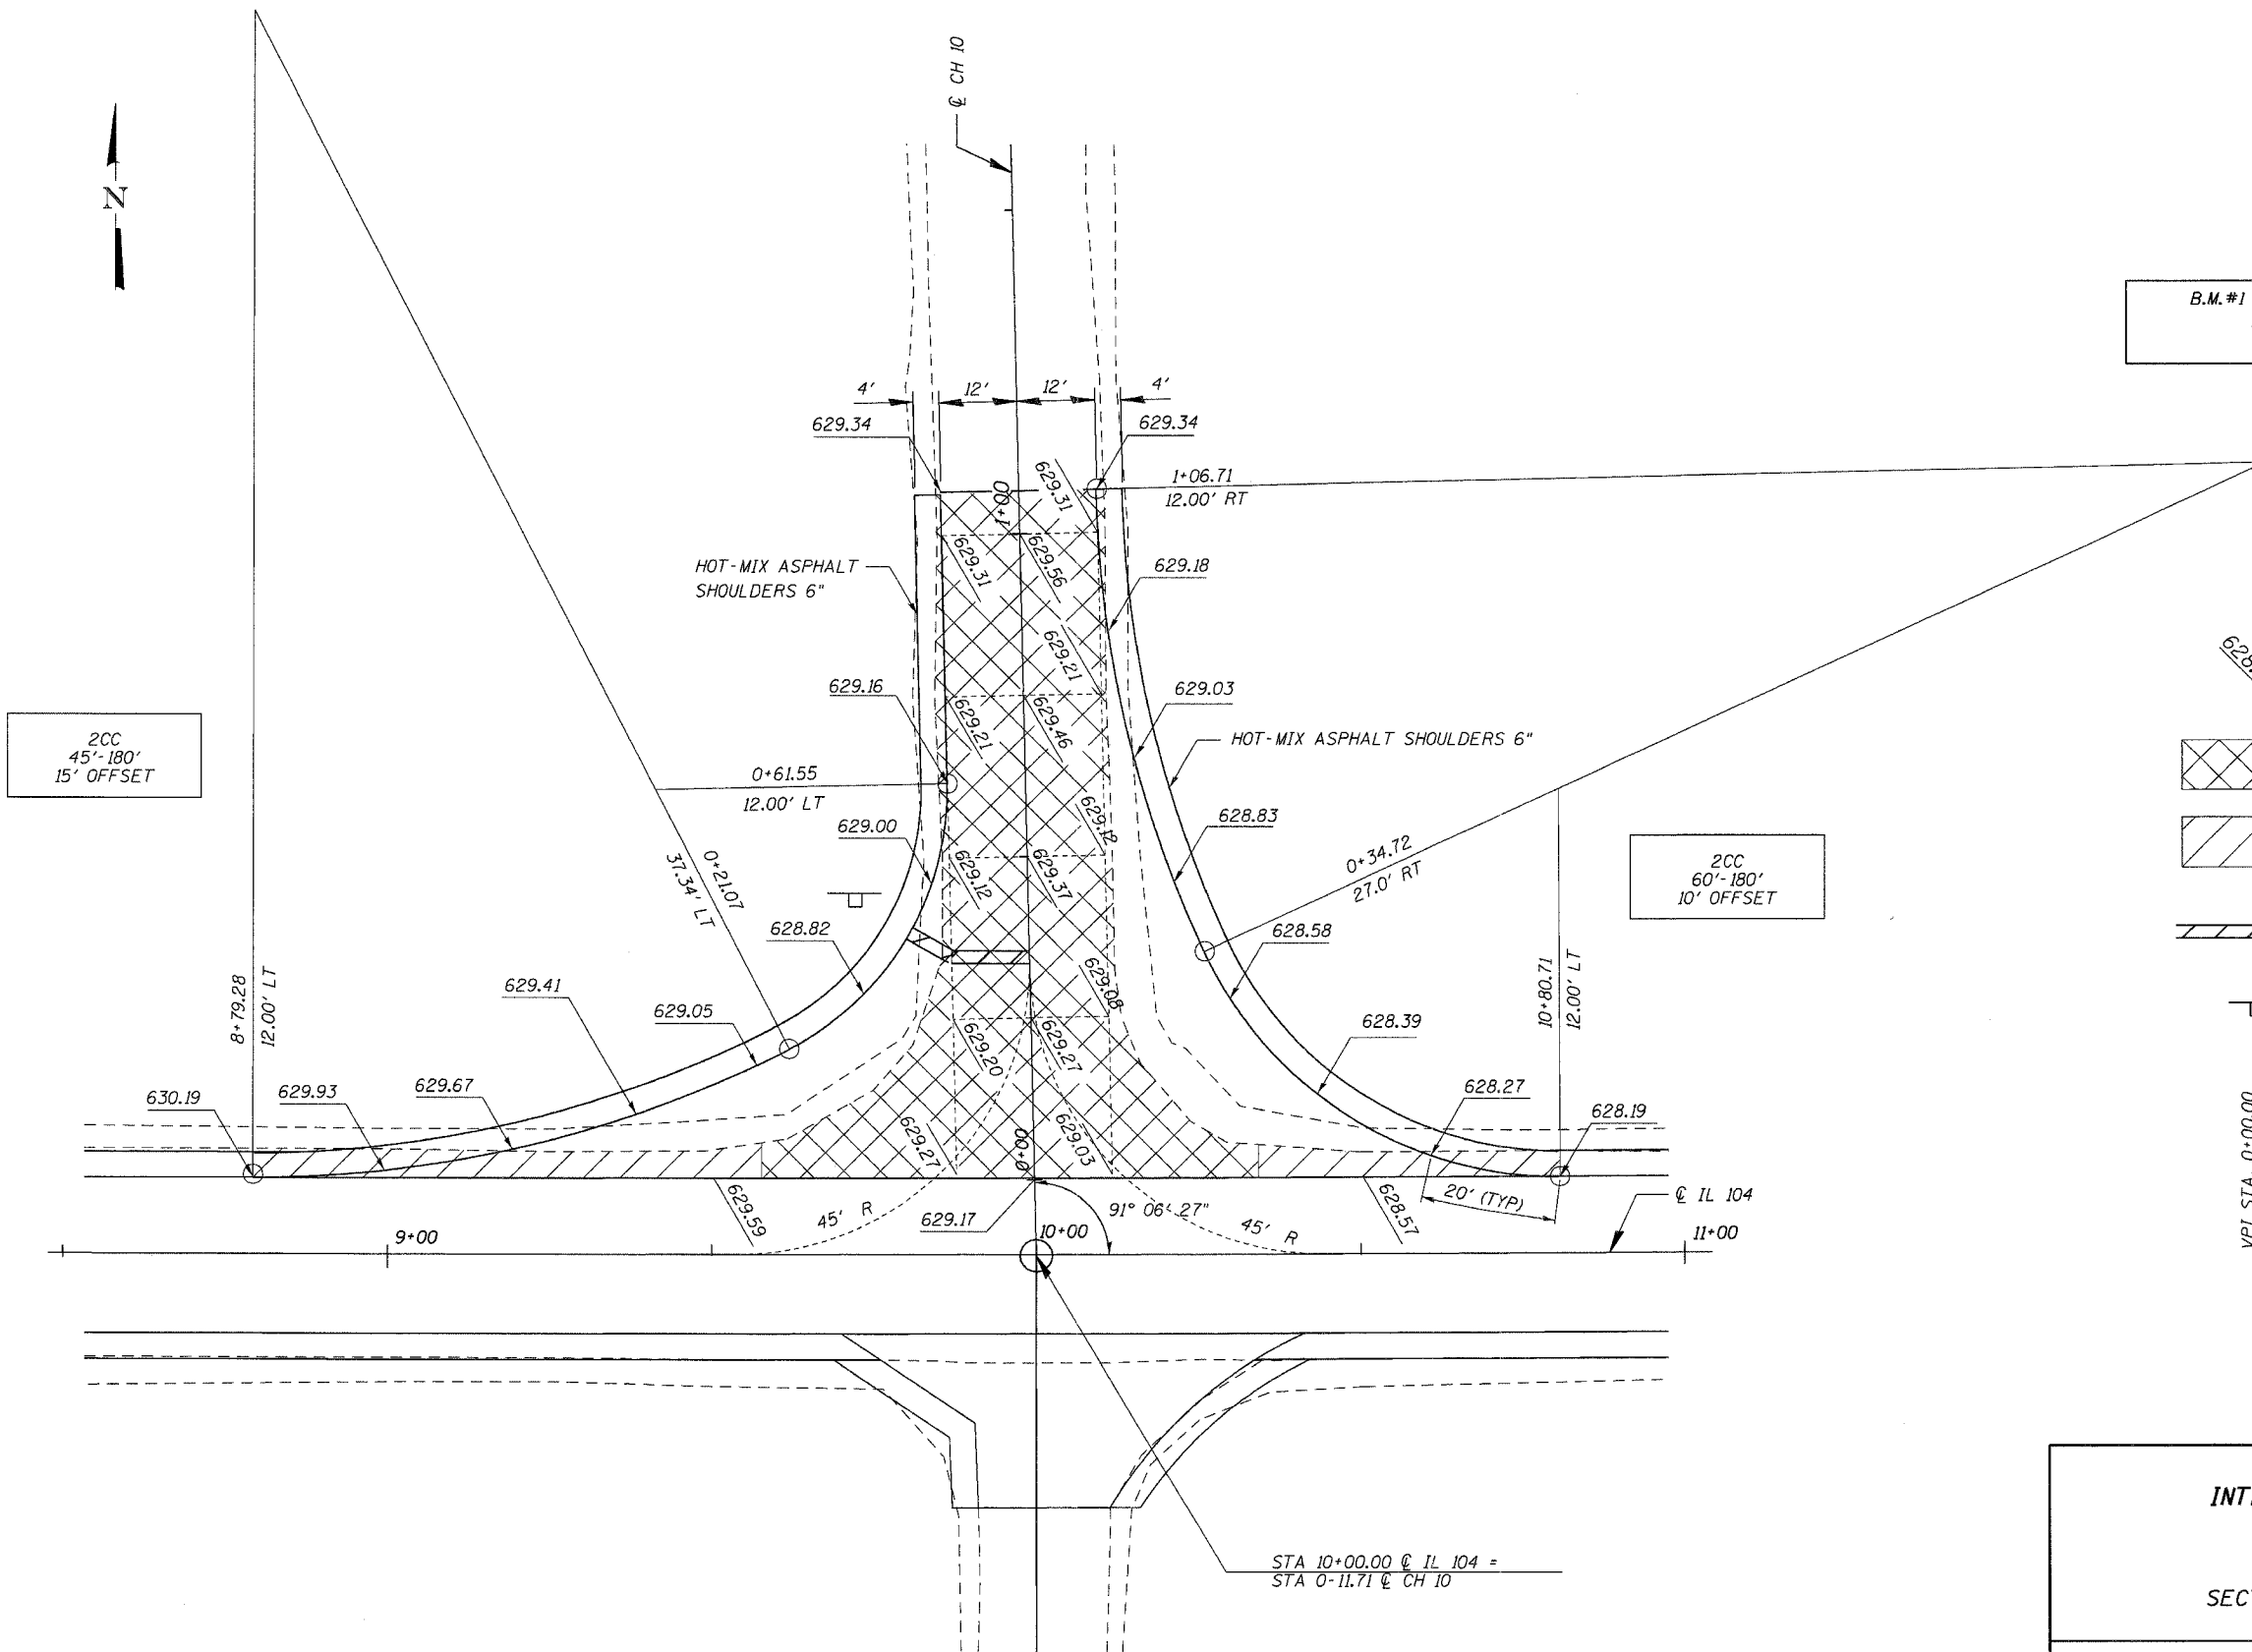 ℄ CH 10
N
B.M.#1
4'
12'
12'
4'
629.34
629.34
1+06.71
12.00' RT
1+00
629.31
629.31
629.56
HOT-MIX ASPHALT
SHOULDERS 6"
629.18
629.21
629.16
629.03
629.21
629.46
HOT-MIX ASPHALT SHOULDERS 6"
2CC
45'-180'
15' OFFSET
0+61.55
12.00' LT
629.12
628.83
629.00
629.12
629.37
0+34.72
27.0' RT
2CC
60'-180'
10' OFFSET
0+21.07
37.34' LT
628.82
628.58
629.41
629.08
8+79.28
12.00' LT
10+80.71
12.00' LT
629.05
629.20
629.27
628.39
630.19
629.93
629.67
629.27
0+00
629.03
628.27
628.19
VPI STA 0+00.00
629.59
45' R
629.17
91° 06' 27"
45' R
628.57
20' (TYP)
℄ IL 104
9+00
10+00
11+00
STA 10+00.00 ℄ IL 104 =
STA 0-11.71 ℄ CH 10